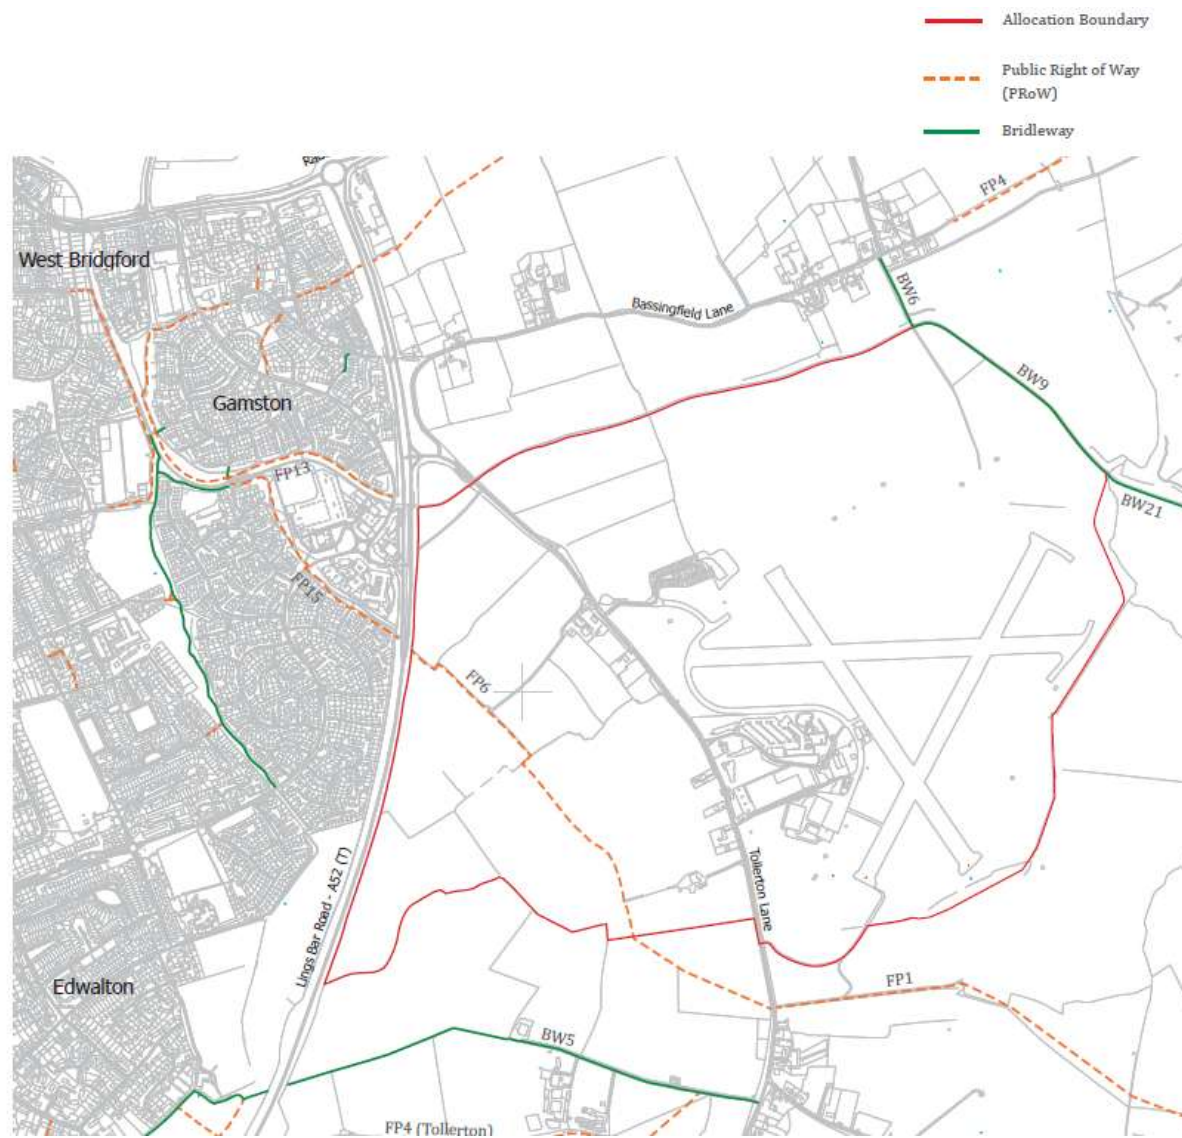 Allocation Boundary
Public Right of Way
(PRoW)
Bridleway
FP4
West Bridgford
BW6
Bassingfield Lane
BW9
Gamston
FP13
BW21
FP15
FP6
Tollerton Lane
Lings Bar Road - A52 (T)
Edwalton
FP1
BW5
FP4 (Tollerton)